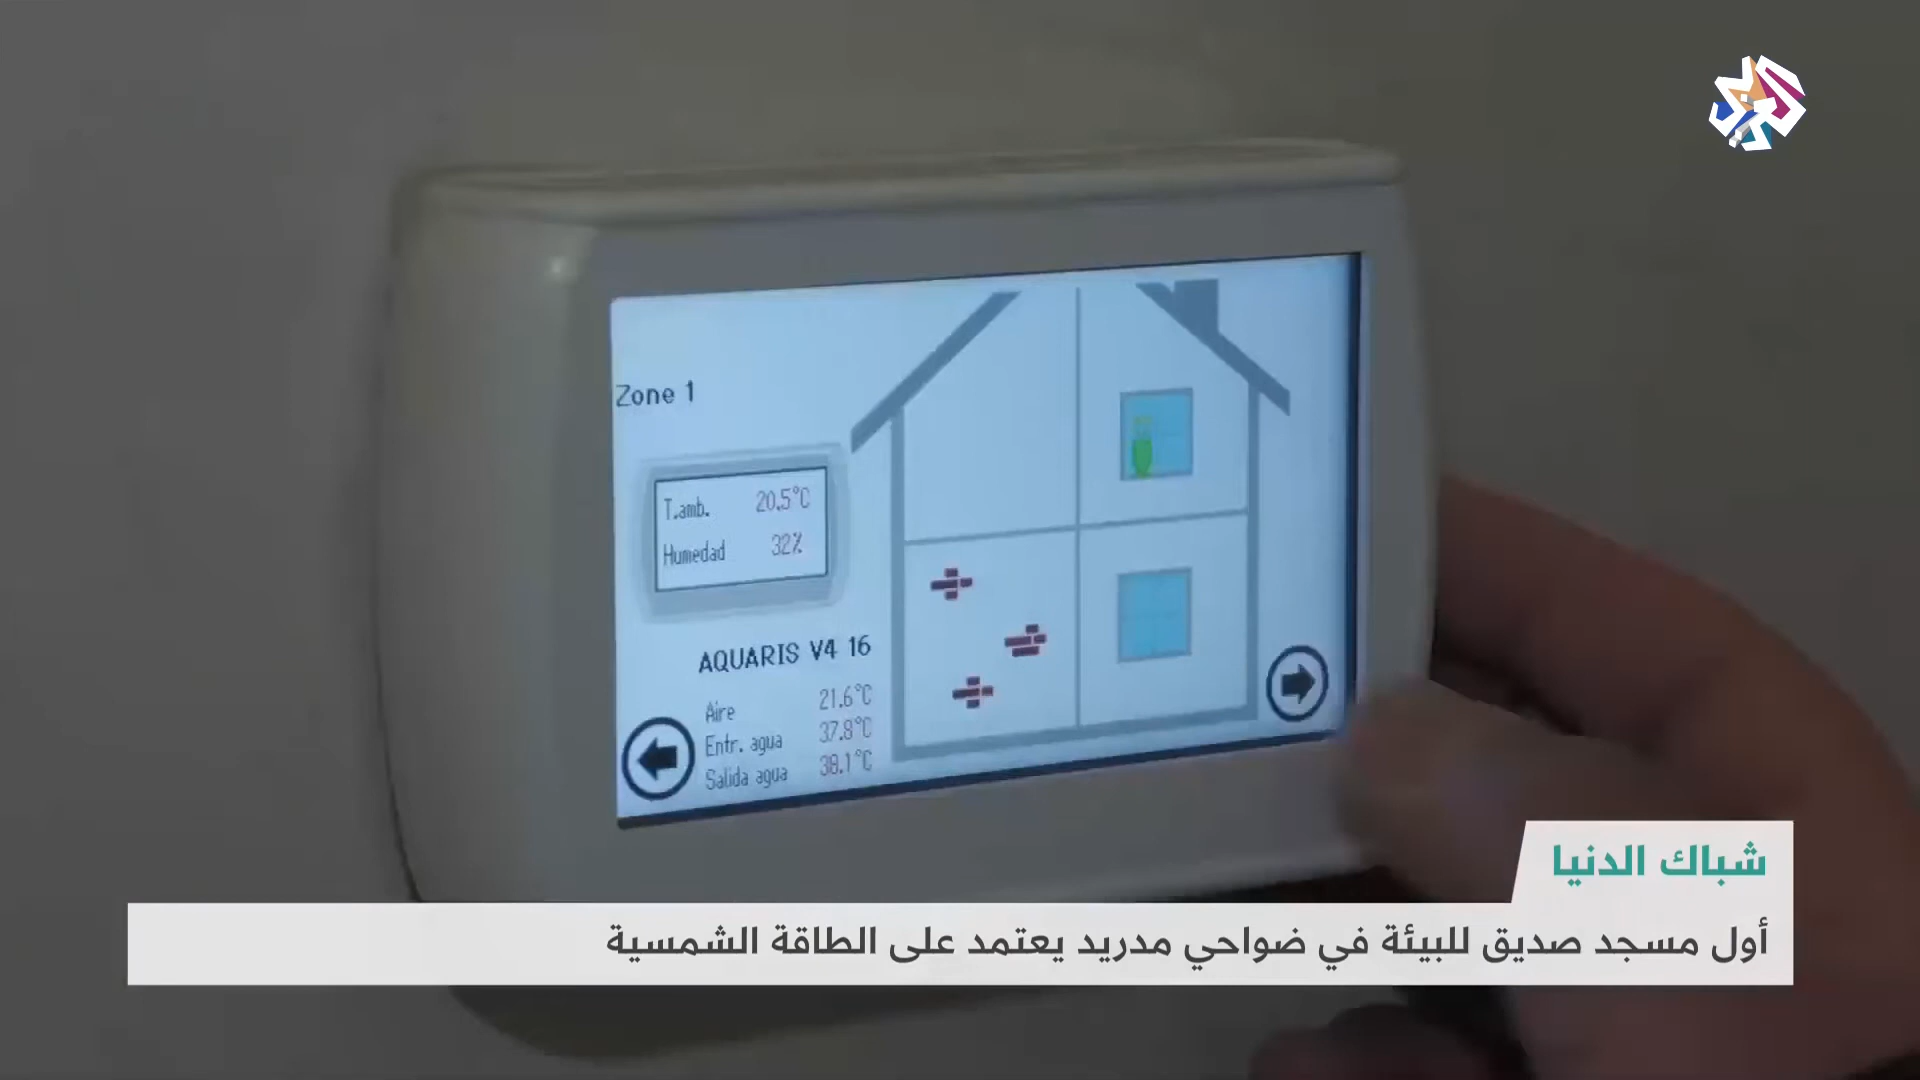 Zone 1
T.amb. 20.5°C
Humedad 32%
AQUARIS V4 16
Aire 21.6°C
Entr. agua 37.8°C
Salida agua 38.1°C
شباك الدنيا
أول مسجد صديق للبيئة في ضواحي مدريد يعتمد على الطاقة الشمسية